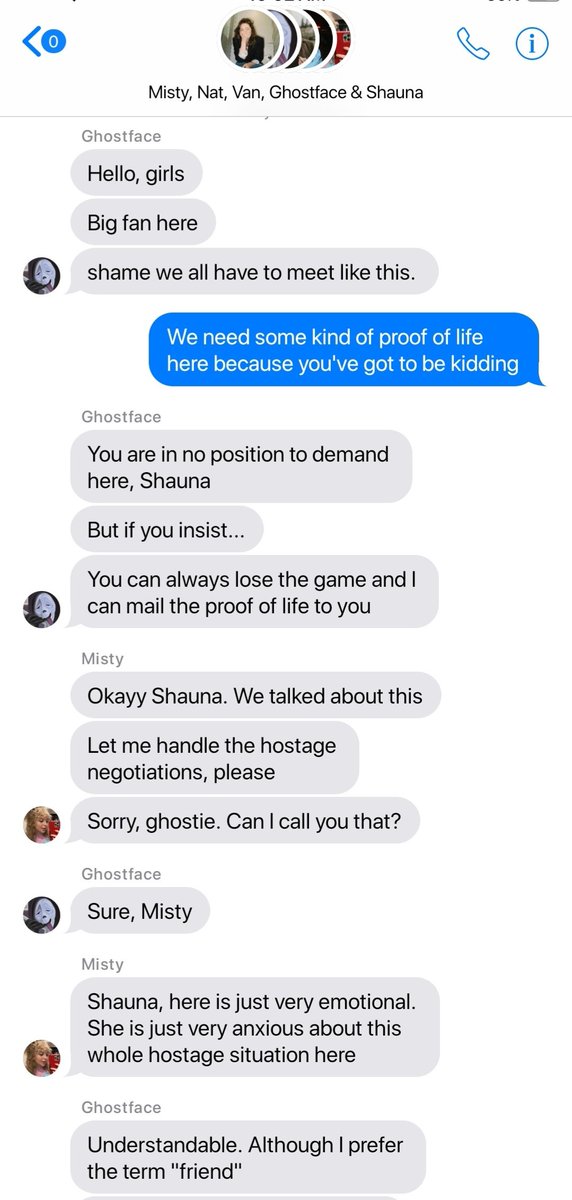 0
Misty, Nat, Van, Ghostface & Shauna
Ghostface
Hello, girls
Big fan here
shame we all have to meet like this.
We need some kind of proof of life
here because you've got to be kidding
Ghostface
You are in no position to demand
here, Shauna
But if you insist...
You can always lose the game and I
can mail the proof of life to you
Misty
Okayy Shauna. We talked about this
Let me handle the hostage
negotiations, please
Sorry, ghostie. Can I call you that?
Ghostface
Sure, Misty
Misty
Shauna, here is just very emotional.
She is just very anxious about this
whole hostage situation here
Ghostface
Understandable. Although I prefer
the term "friend"